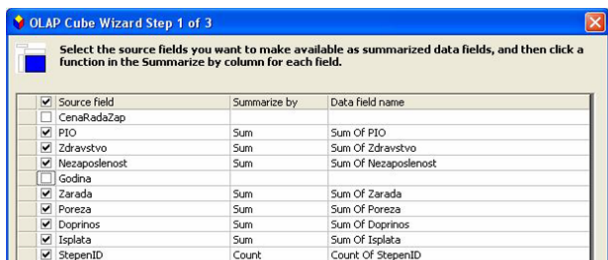 OLAP Cube Wizard Step 1 of 3
Select the source fields you want to make available as summarized data fields, and then click a
function in the Summarize by column for each field.
Source field Summarize by Data field name
CenaRadaZap
PIO Sum Sum Of PIO
Zdravstvo Sum Sum Of Zdravstvo
Nezaposlenost Sum Sum Of Nezaposlenost
Godina
Zarada Sum Sum Of Zarada
Poreza Sum Sum Of Poreza
Doprinos Sum Sum Of Doprinos
Isplata Sum Sum Of Isplata
StepenID Count Count Of StepenID